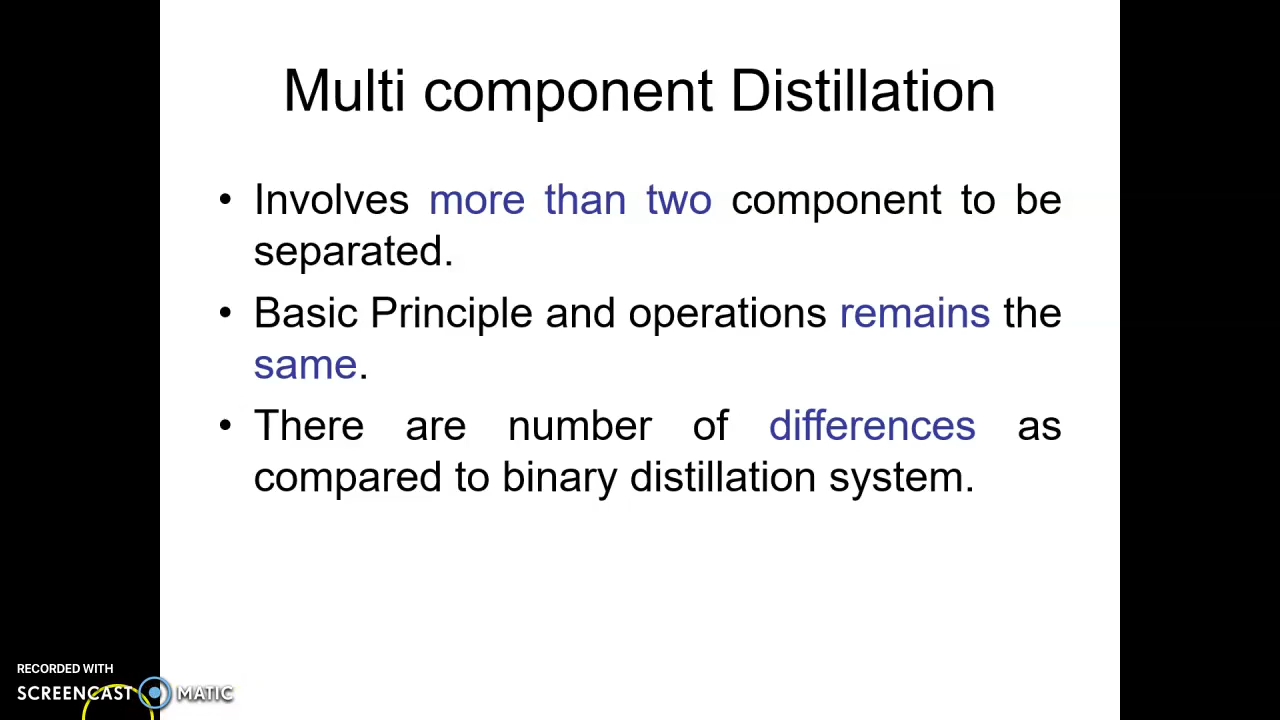 Multi component Distillation
• Involves more than two component to be
separated.
• Basic Principle and operations remains the
same.
• There are number of differences as
compared to binary distillation system.
RECORDED WITH
SCREENCAST MATIC